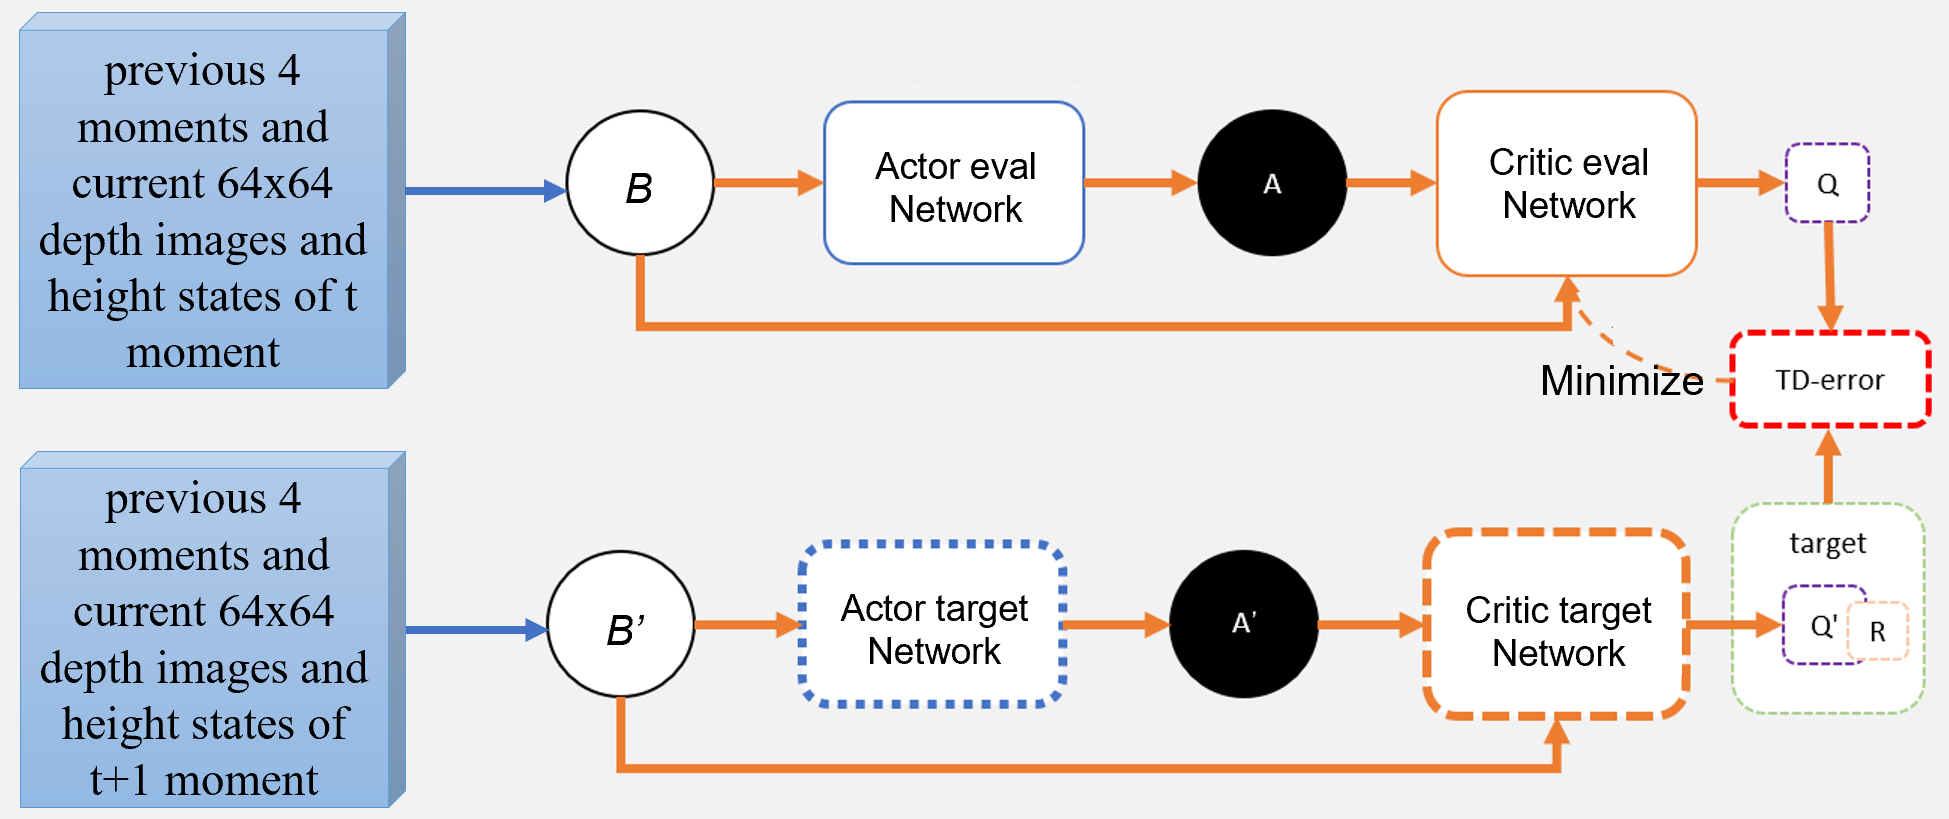 previous 4
moments and
current 64x64
depth images and
height states of t
moment
B
Actor eval
Network
A
Critic eval
Network
Q
Minimize
TD-error
previous 4
moments and
current 64x64
depth images and
height states of
t+1 moment
B’
Actor target
Network
A'
Critic target
Network
target
Q'
R